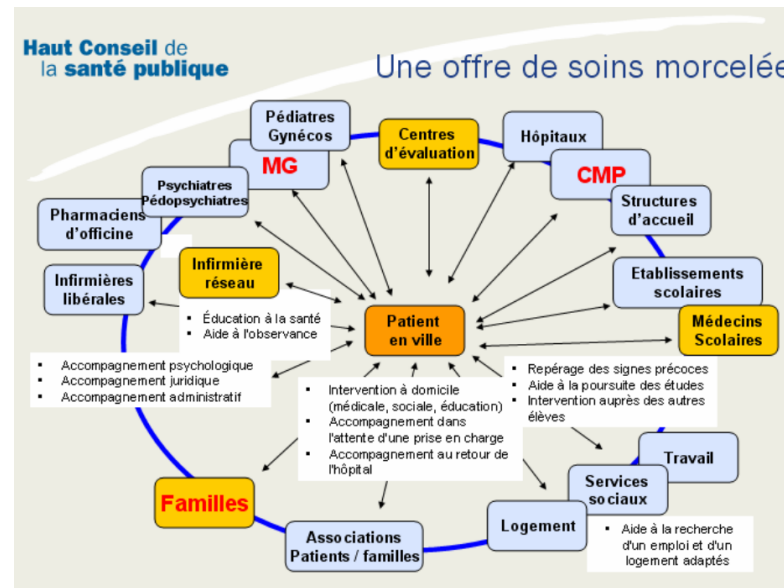 Haut Conseil de
la santé publique
Une offre de soins morcelée
Pédiatres
Gynécos
MG
Centres
d'évaluation
Hôpitaux
CMP
Psychiatres
Pédopsychiatres
Structures
d'accueil
Pharmaciens
d'officine
Infirmières
libérales
Infirmière
réseau
Etablissements
scolaires
Médecins
Scolaires
Patient
en ville
▪ Éducation à la santé
▪ Aide à l'observance
▪ Accompagnement psychologique
▪ Accompagnement juridique
▪ Accompagnement administratif
▪ Intervention à domicile
(médicale, sociale, éducation)
▪ Accompagnement dans
l'attente d'une prise en charge
▪ Accompagnement au retour de
l'hôpital
▪ Repérage des signes précoces
▪ Aide à la poursuite des études
▪ Intervention auprès des autres
élèves
Travail
Services
sociaux
Logement
Familles
Associations
Patients / familles
▪ Aide à la recherche
d'un emploi et d'un
logement adaptés